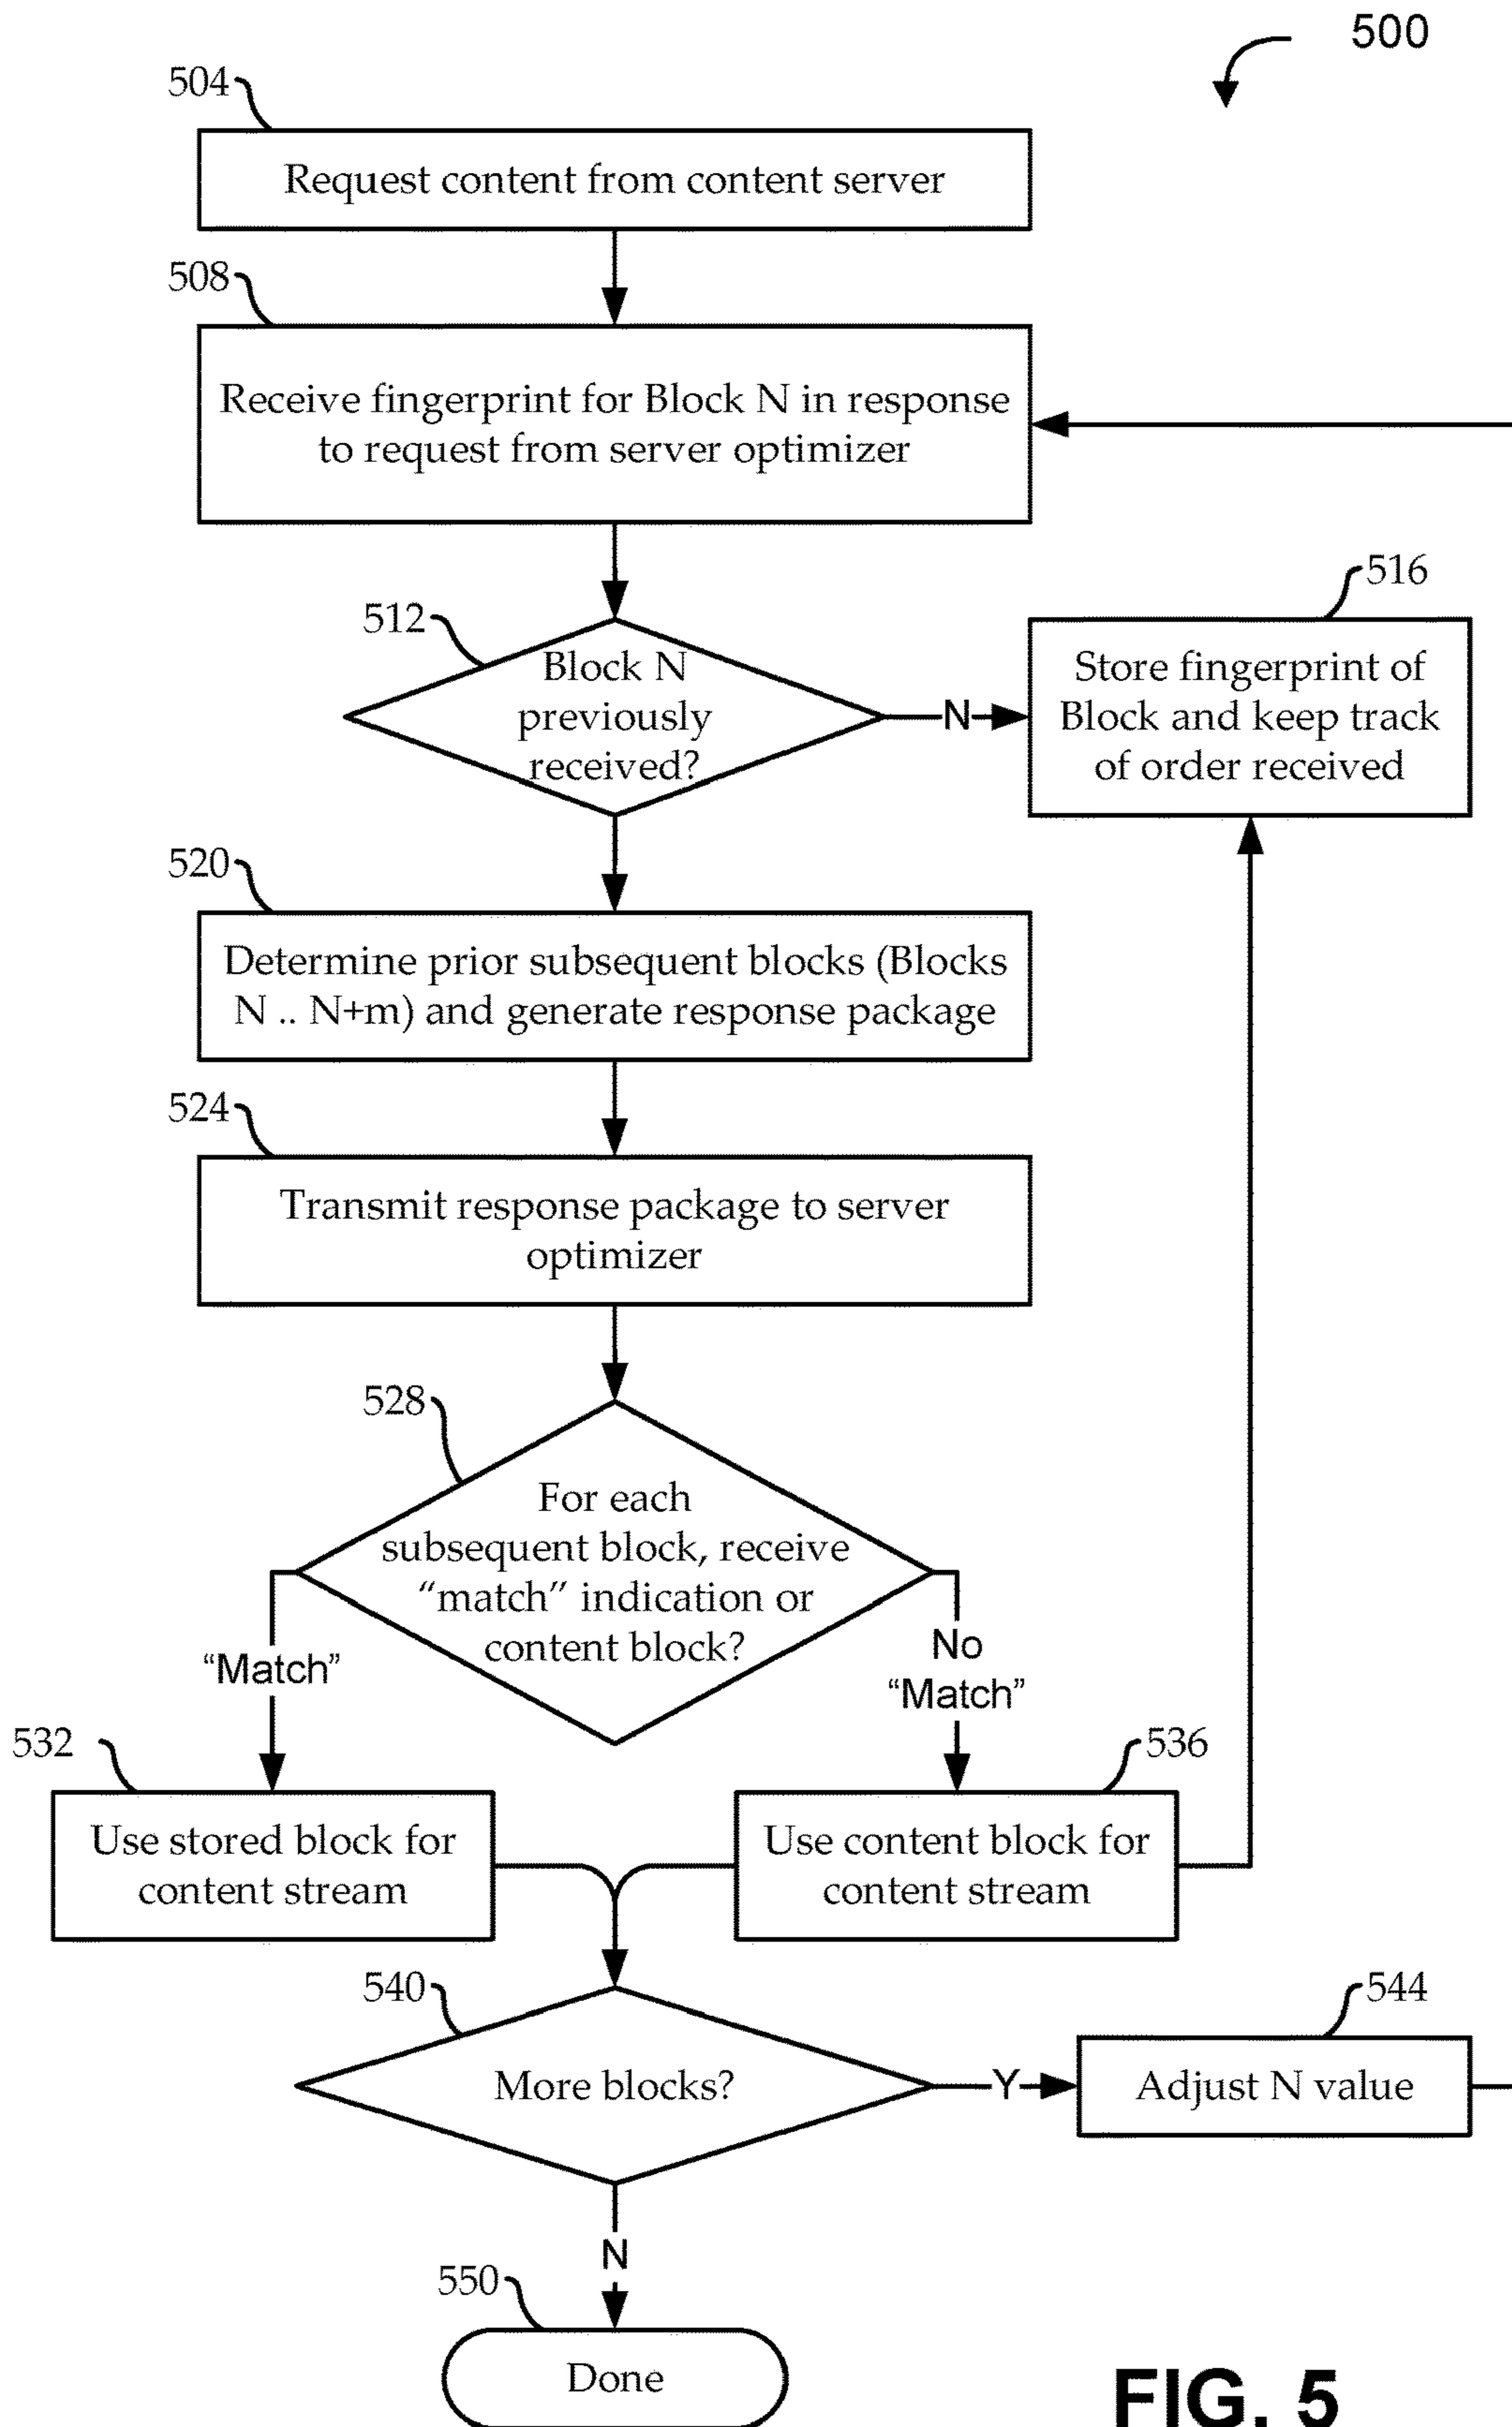 500
504
Request content from content server
508
Receive fingerprint for Block N in response
to request from server optimizer
512
Block N
previously
received?
N
516
Store fingerprint of
Block and keep track
of order received
520
Determine prior subsequent blocks (Blocks
N .. N+m) and generate response package
524
Transmit response package to server
optimizer
528
For each
subsequent block, receive
“match” indication or
content block?
“Match”
No
“Match”
532
Use stored block for
content stream
536
Use content block for
content stream
540
More blocks?
Y
544
Adjust N value
N
550
Done
FIG. 5